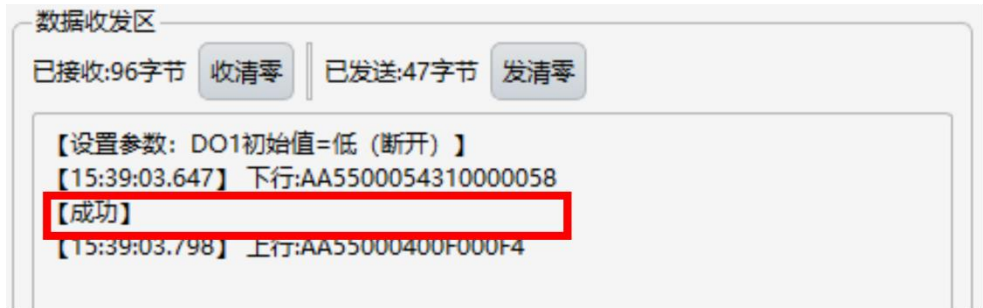 数据收发区
已接收:96字节 收清零 已发送:47字节 发清零
【设置参数：DO1初始值=低（断开）】
【15:39:03.647】 下行:AA5500054310000058
【成功】
【15:39:03.798】 上行:AA55000400F000F4